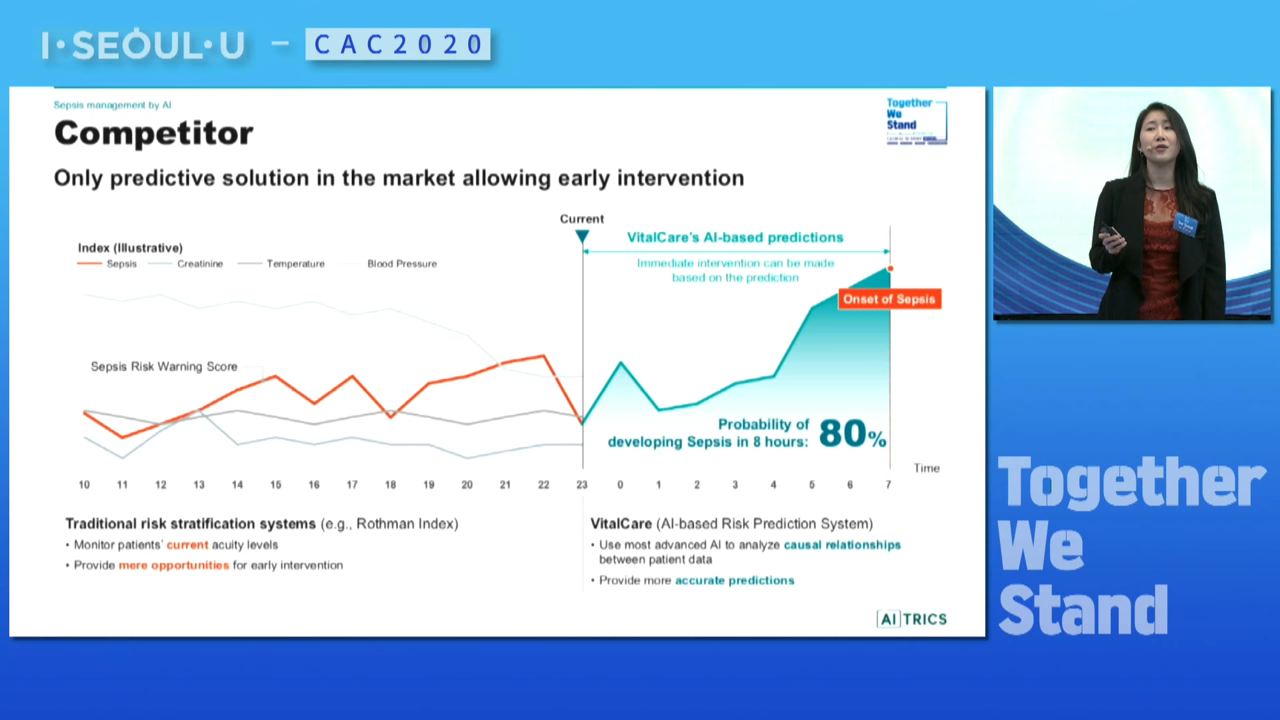 I·SEOUL·U – CAC2020
Sepsis management by AI
Competitor
Only predictive solution in the market allowing early intervention
Together
We
Stand
Current
Index (Illustrative)
Sepsis Creatinine Temperature Blood Pressure
VitalCare's AI-based predictions
Immediate intervention can be made
based on the prediction
Onset of Sepsis
Sepsis Risk Warning Score
Probability of
developing Sepsis in 8 hours: 80%
Time
10 11 12 13 14 15 16 17 18 19 20 21 22 23 0 1 2 3 4 5 6 7
Traditional risk stratification systems (e.g., Rothman Index)
• Monitor patients' current acuity levels
• Provide more opportunities for early intervention
VitalCare (AI-based Risk Prediction System)
• Use most advanced AI to analyze causal relationships
between patient data
• Provide more accurate predictions
AITRICS
Together
We
Stand